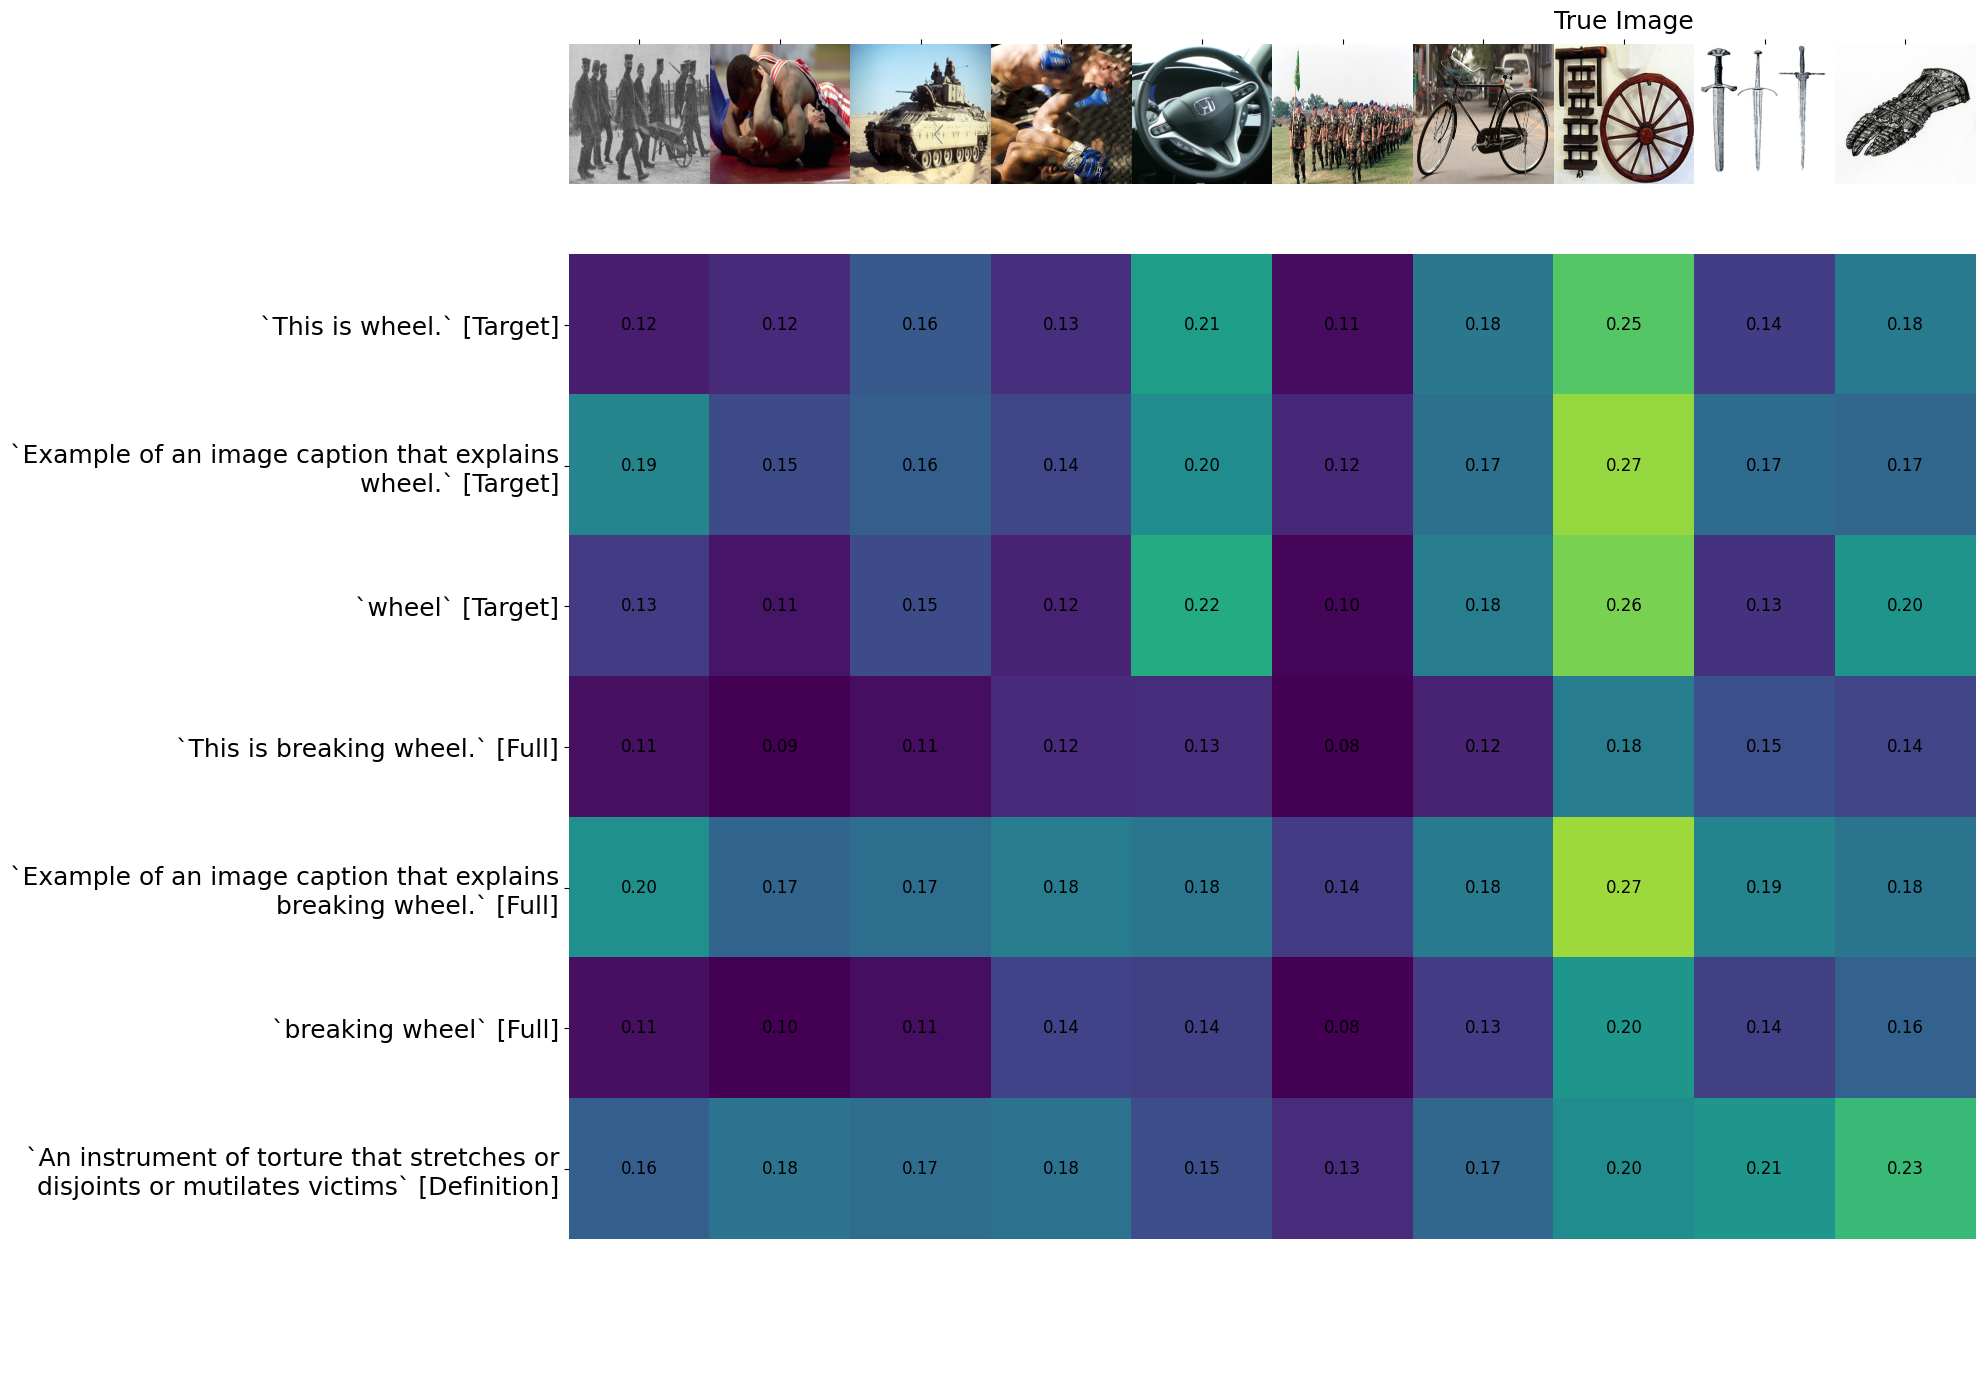 True Image
`This is wheel.` [Target]
0.12 0.12 0.16 0.13 0.21 0.11 0.18 0.25 0.14 0.18
`Example of an image caption that explains
wheel.` [Target]
0.19 0.15 0.16 0.14 0.20 0.12 0.17 0.27 0.17 0.17
`wheel` [Target]
0.13 0.11 0.15 0.12 0.22 0.10 0.18 0.26 0.13 0.20
`This is breaking wheel.` [Full]
0.11 0.09 0.11 0.12 0.13 0.08 0.12 0.18 0.15 0.14
`Example of an image caption that explains
breaking wheel.` [Full]
0.20 0.17 0.17 0.18 0.18 0.14 0.18 0.27 0.19 0.18
`breaking wheel` [Full]
0.11 0.10 0.11 0.14 0.14 0.08 0.13 0.20 0.14 0.16
`An instrument of torture that stretches or
disjoints or mutilates victims` [Definition]
0.16 0.18 0.17 0.18 0.15 0.13 0.17 0.20 0.21 0.23